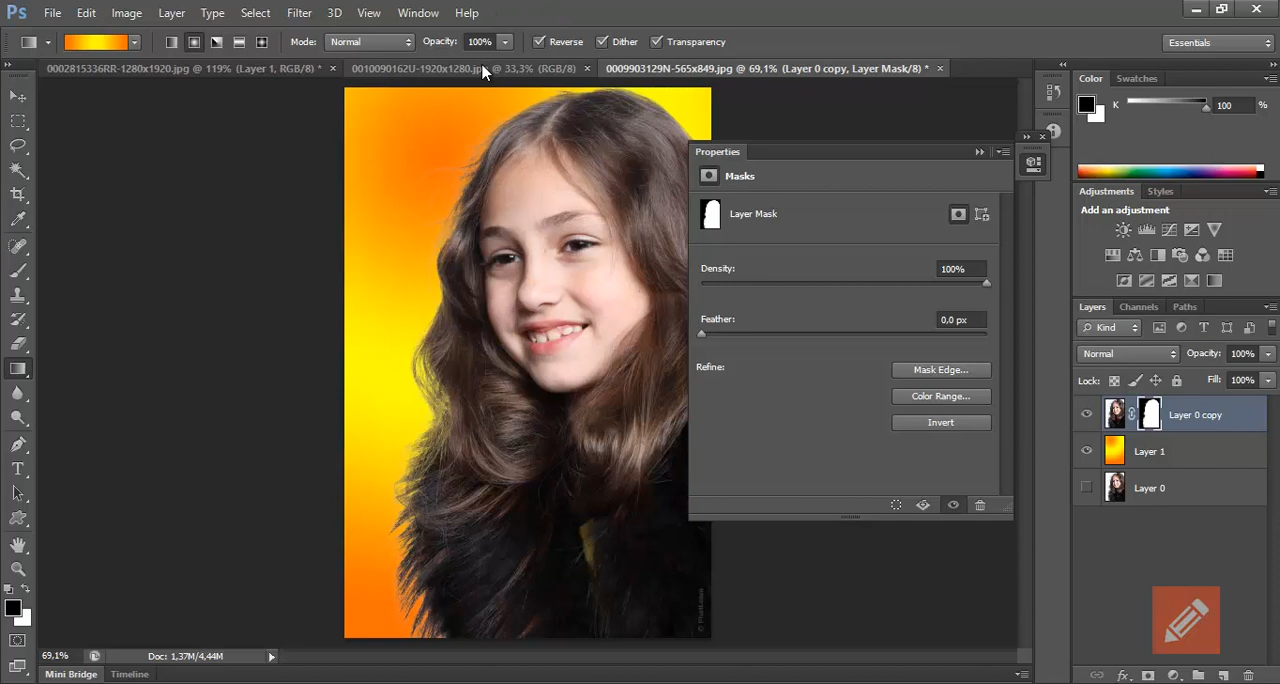 Ps File Edit Image Layer Type Select Filter 3D View Window Help
Mode: Normal Opacity: 100% Reverse Dither Transparency Essentials
0002815336RR-1280x1920.jpg @ 119% (Layer 1, RGB/8) * × 0010090162U-1920x1280.jpg @ 33,3% (RGB/8) × 0009903129N-565x849.jpg @ 69,1% (Layer 0 copy, Layer Mask/8) * ×
Color Swatches
K 100 %
Properties
Masks
Layer Mask
Density: 100%
Feather: 0,0 px
Refine: Mask Edge...
Color Range...
Invert
Adjustments Styles
Add an adjustment
Layers Channels Paths
Kind
Normal Opacity: 100%
Lock: Fill: 100%
Layer 0 copy
Layer 1
Layer 0
69,1% Doc: 1,37M/4,44M
Mini Bridge Timeline